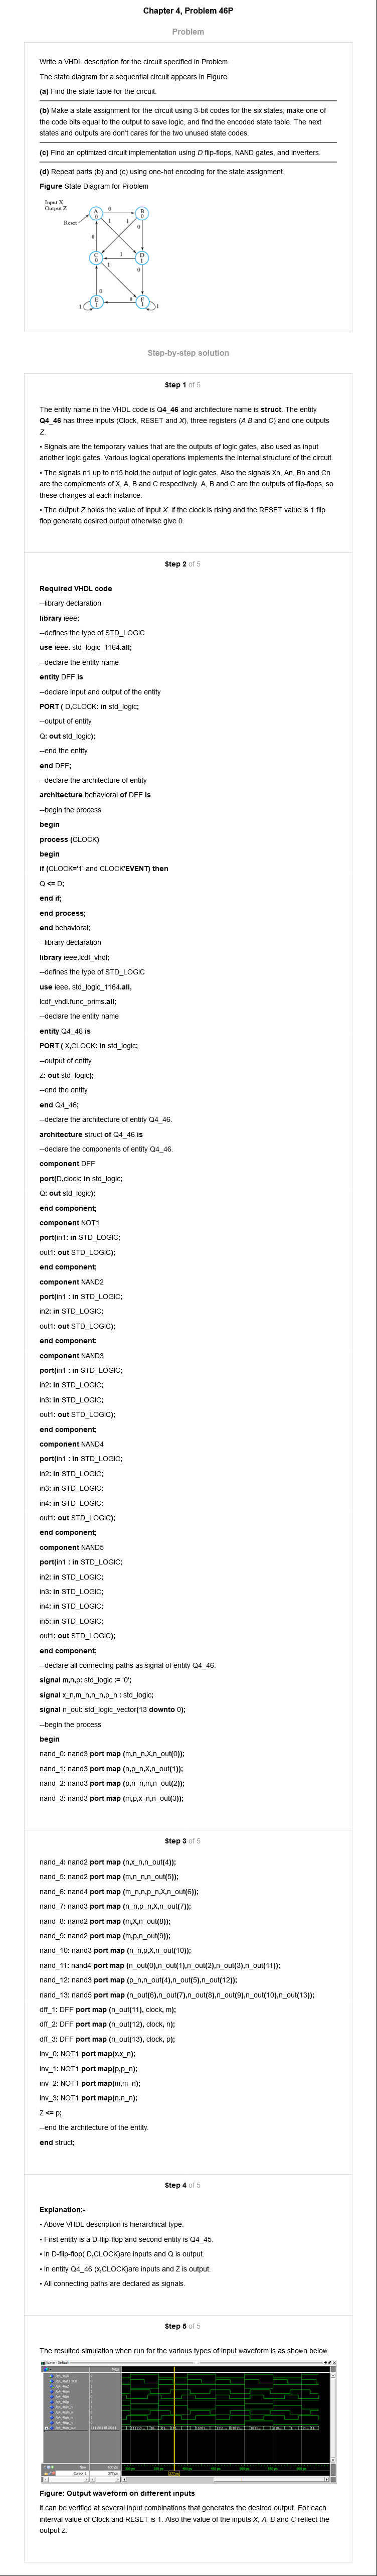 Chapter 4, Problem 46P
Problem
Write a VHDL description for the circuit specified in Problem.
The state diagram for a sequential circuit appears in Figure.
(a) Find the state table for the circuit.
(b) Make a state assignment for the circuit using 3-bit codes for the six states; make one of
the code bits equal to the output to save logic, and find the encoded state table. The next
states and outputs are don't cares for the two unused state codes.
(c) Find an optimized circuit implementation using D flip-flops, NAND gates, and inverters.
(d) Repeat parts (b) and (c) using one-hot encoding for the state assignment.
Figure State Diagram for Problem
Input X
Output Z
Reset
A
0
0
B
0
1
1
0
0
C
0
1
D
1
1
0
0
E
1
0
F
1
1
1
Step-by-step solution
Step 1 of 5
The entity name in the VHDL code is Q4_46 and architecture name is struct. The entity
Q4_46 has three inputs (Clock, RESET and X), three registers (A B and C) and one outputs
Z.
• Signals are the temporary values that are the outputs of logic gates, also used as input
another logic gates. Various logical operations implements the internal structure of the circuit.
• The signals n1 up to n15 hold the output of logic gates. Also the signals Xn, An, Bn and Cn
are the complements of X, A, B and C respectively. A, B and C are the outputs of flip-flops, so
these changes at each instance.
• The output Z holds the value of input X. If the clock is rising and the RESET value is 1 flip
flop generate desired output otherwise give 0.
Step 2 of 5
Required VHDL code
--library declaration
library ieee;
--defines the type of STD_LOGIC
use ieee. std_logic_1164.all;
--declare the entity name
entity DFF is
--declare input and output of the entity
PORT ( D,CLOCK: in std_logic;
--output of entity
Q: out std_logic);
--end the entity
end DFF;
--declare the architecture of entity
architecture behavioral of DFF is
--begin the process
begin
process (CLOCK)
begin
if (CLOCK='1' and CLOCK'EVENT) then
Q <= D;
end if;
end process;
end behavioral;
--library declaration
library ieee,lcdf_vhdl;
--defines the type of STD_LOGIC
use ieee. std_logic_1164.all,
lcdf_vhdl.func_prims.all;
--declare the entity name
entity Q4_46 is
PORT ( X,CLOCK: in std_logic;
--output of entity
Z: out std_logic);
--end the entity
end Q4_46;
--declare the architecture of entity Q4_46.
architecture struct of Q4_46 is
--declare the components of entity Q4_46.
component DFF
port(D,clock: in std_logic;
Q: out std_logic);
end component;
component NOT1
port(in1: in STD_LOGIC;
out1: out STD_LOGIC);
end component;
component NAND2
port(in1 : in STD_LOGIC;
in2: in STD_LOGIC;
out1: out STD_LOGIC);
end component;
component NAND3
port(in1 : in STD_LOGIC;
in2: in STD_LOGIC;
in3: in STD_LOGIC;
out1: out STD_LOGIC);
end component;
component NAND4
port(in1 : in STD_LOGIC;
in2: in STD_LOGIC;
in3: in STD_LOGIC;
in4: in STD_LOGIC;
out1: out STD_LOGIC);
end component;
component NAND5
port(in1 : in STD_LOGIC;
in2: in STD_LOGIC;
in3: in STD_LOGIC;
in4: in STD_LOGIC;
in5: in STD_LOGIC;
out1: out STD_LOGIC);
end component;
--declare all connecting paths as signal of entity Q4_46.
signal m,n,p: std_logic := '0';
signal x_n,m_n,n_n,p_n : std_logic;
signal n_out: std_logic_vector(13 downto 0);
--begin the process
begin
nand_0: nand3 port map (m,n_n,X,n_out(0));
nand_1: nand3 port map (n,p_n,X,n_out(1));
nand_2: nand3 port map (p,n_n,m,n_out(2));
nand_3: nand3 port map (m,p,x_n,n_out(3));
Step 3 of 5
nand_4: nand2 port map (n,x_n,n_out(4));
nand_5: nand2 port map (m,n_n,n_out(5));
nand_6: nand4 port map (m_n,n,p_n,X,n_out(6));
nand_7: nand3 port map (n_n,p_n,X,n_out(7));
nand_8: nand2 port map (m,X,n_out(8));
nand_9: nand2 port map (m,p,n_out(9));
nand_10: nand3 port map (n_n,p,X,n_out(10));
nand_11: nand4 port map (n_out(0),n_out(1),n_out(2),n_out(3),n_out(11));
nand_12: nand3 port map (p_n,n_out(4),n_out(5),n_out(12));
nand_13: nand5 port map (n_out(6),n_out(7),n_out(8),n_out(9),n_out(10),n_out(13));
dff_1: DFF port map (n_out(11), clock, m);
dff_2: DFF port map (n_out(12), clock, n);
dff_3: DFF port map (n_out(13), clock, p);
inv_0: NOT1 port map(x,x_n);
inv_1: NOT1 port map(p,p_n);
inv_2: NOT1 port map(m,m_n);
inv_3: NOT1 port map(n,n_n);
Z <= p;
--end the architecture of the entity.
end struct;
Step 4 of 5
Explanation:-
• Above VHDL description is hierarchical type.
• First entity is a D-flip-flop and second entity is Q4_45.
• In D-flip-flop( D,CLOCK)are inputs and Q is output.
• In entity Q4_46 (x,CLOCK)are inputs and Z is output.
• All connecting paths are declared as signals.
Step 5 of 5
The resulted simulation when run for the various types of input waveform is as shown below.
Figure: Output waveform on different inputs
It can be verified at several input combinations that generates the desired output. For each
interval value of Clock and RESET is 1. Also the value of the inputs X, A, B and C reflect the
output Z.